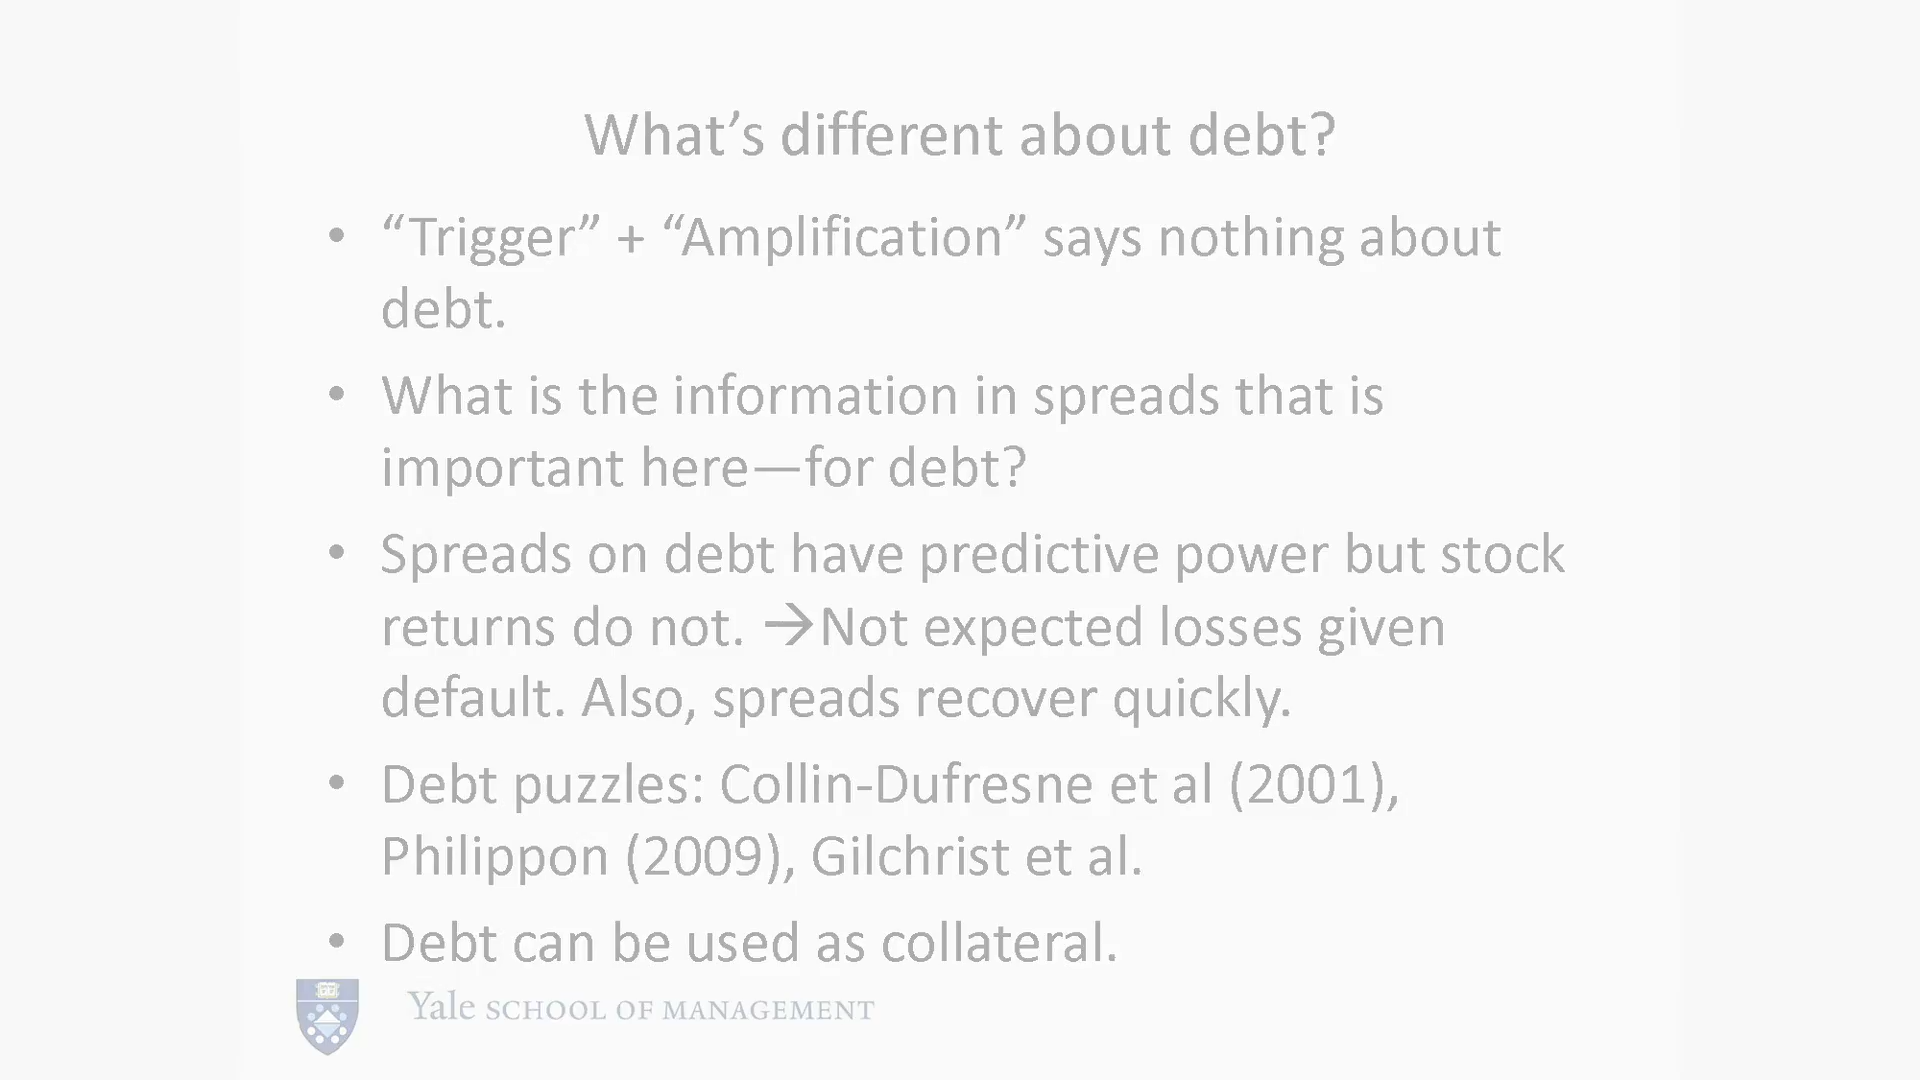 What’s different about debt?
• “Trigger” + “Amplification” says nothing about
debt.
• What is the information in spreads that is
important here—for debt?
• Spreads on debt have predictive power but stock
returns do not. →Not expected losses given
default. Also, spreads recover quickly.
• Debt puzzles: Collin-Dufresne et al (2001),
Philippon (2009), Gilchrist et al.
• Debt can be used as collateral.
Yale SCHOOL OF MANAGEMENT